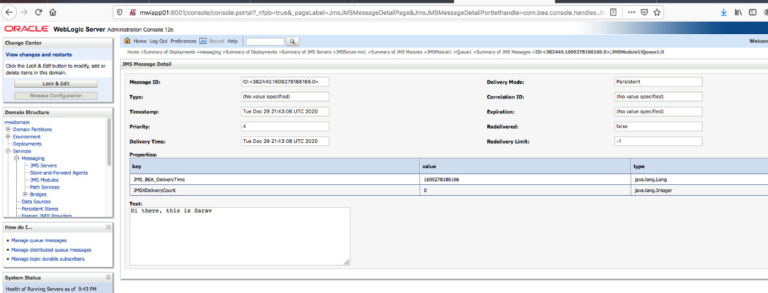 mwiapp01:8001/console/console.portal?_nfpb=true&_pageLabel=JmsJMSMessageDetailPage&JmsJMSMessageDetailPortlethandle=com.bea.console.handles.J
ORACLE WebLogic Server Administration Console 12c
Change Center
View changes and restarts
Click the Lock & Edit button to modify, add or
delete items in this domain.
Lock & Edit
Release Configuration
Domain Structure
mwidomain
Domain Partitions
Environment
Deployments
Services
Messaging
JMS Servers
Store-and-Forward Agents
JMS Modules
Path Services
Bridges
Data Sources
Persistent Stores
Foreign JNDI Providers
How do I...
Manage queue messages
Manage distributed queue messages
Manage topic durable subscribers
System Status
Health of Running Servers as of 9:43 PM
Home Log Out Preferences Record Help
Welcom
Home >Summary of Deployments >messaging >Summary of Deployments >Summary of JMS Servers >JMSServer-mwi >Summary of JMS Modules >JMSModule1 >Queue1 >Summary of JMS Messages >ID:<382440.1609278186166.0>;JMSModule1!Queue1;0
JMS Message Detail
Message ID: ID:<382440.1609278186166.0> Delivery Mode: Persistent
Type: (No value specified) Correlation ID: (No value specified)
Timestamp: Tue Dec 29 21:43:06 UTC 2020 Expiration: (No value specified)
Priority: 4 Redelivered: false
Delivery Time: Tue Dec 29 21:43:06 UTC 2020 Redelivery Limit: -1
Properties:
key value type
JMS_BEA_DeliveryTime 1609278186166 java.lang.Long
JMSXDeliveryCount 0 java.lang.Integer
Text:
Hi there, this is Sarav